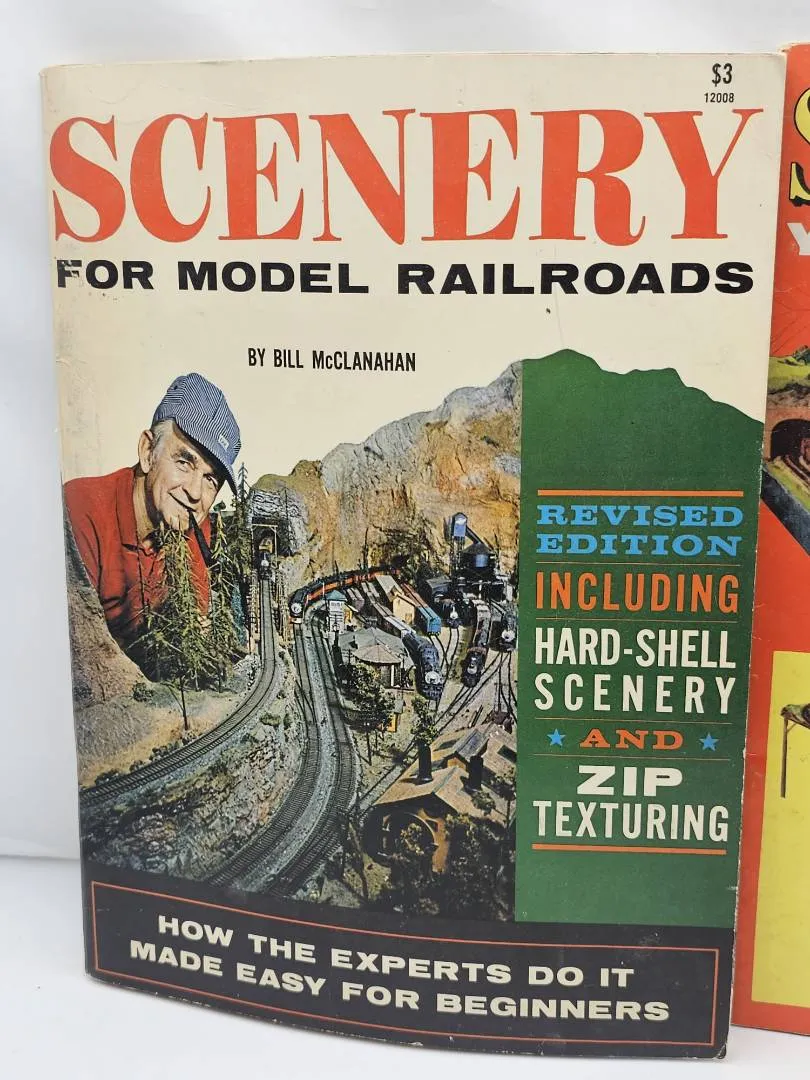 $3
12008
SCENERY
FOR MODEL RAILROADS
BY BILL McCLANAHAN
REVISED
EDITION
INCLUDING
HARD-SHELL
SCENERY
AND
ZIP
TEXTURING
HOW THE EXPERTS DO IT
MADE EASY FOR BEGINNERS